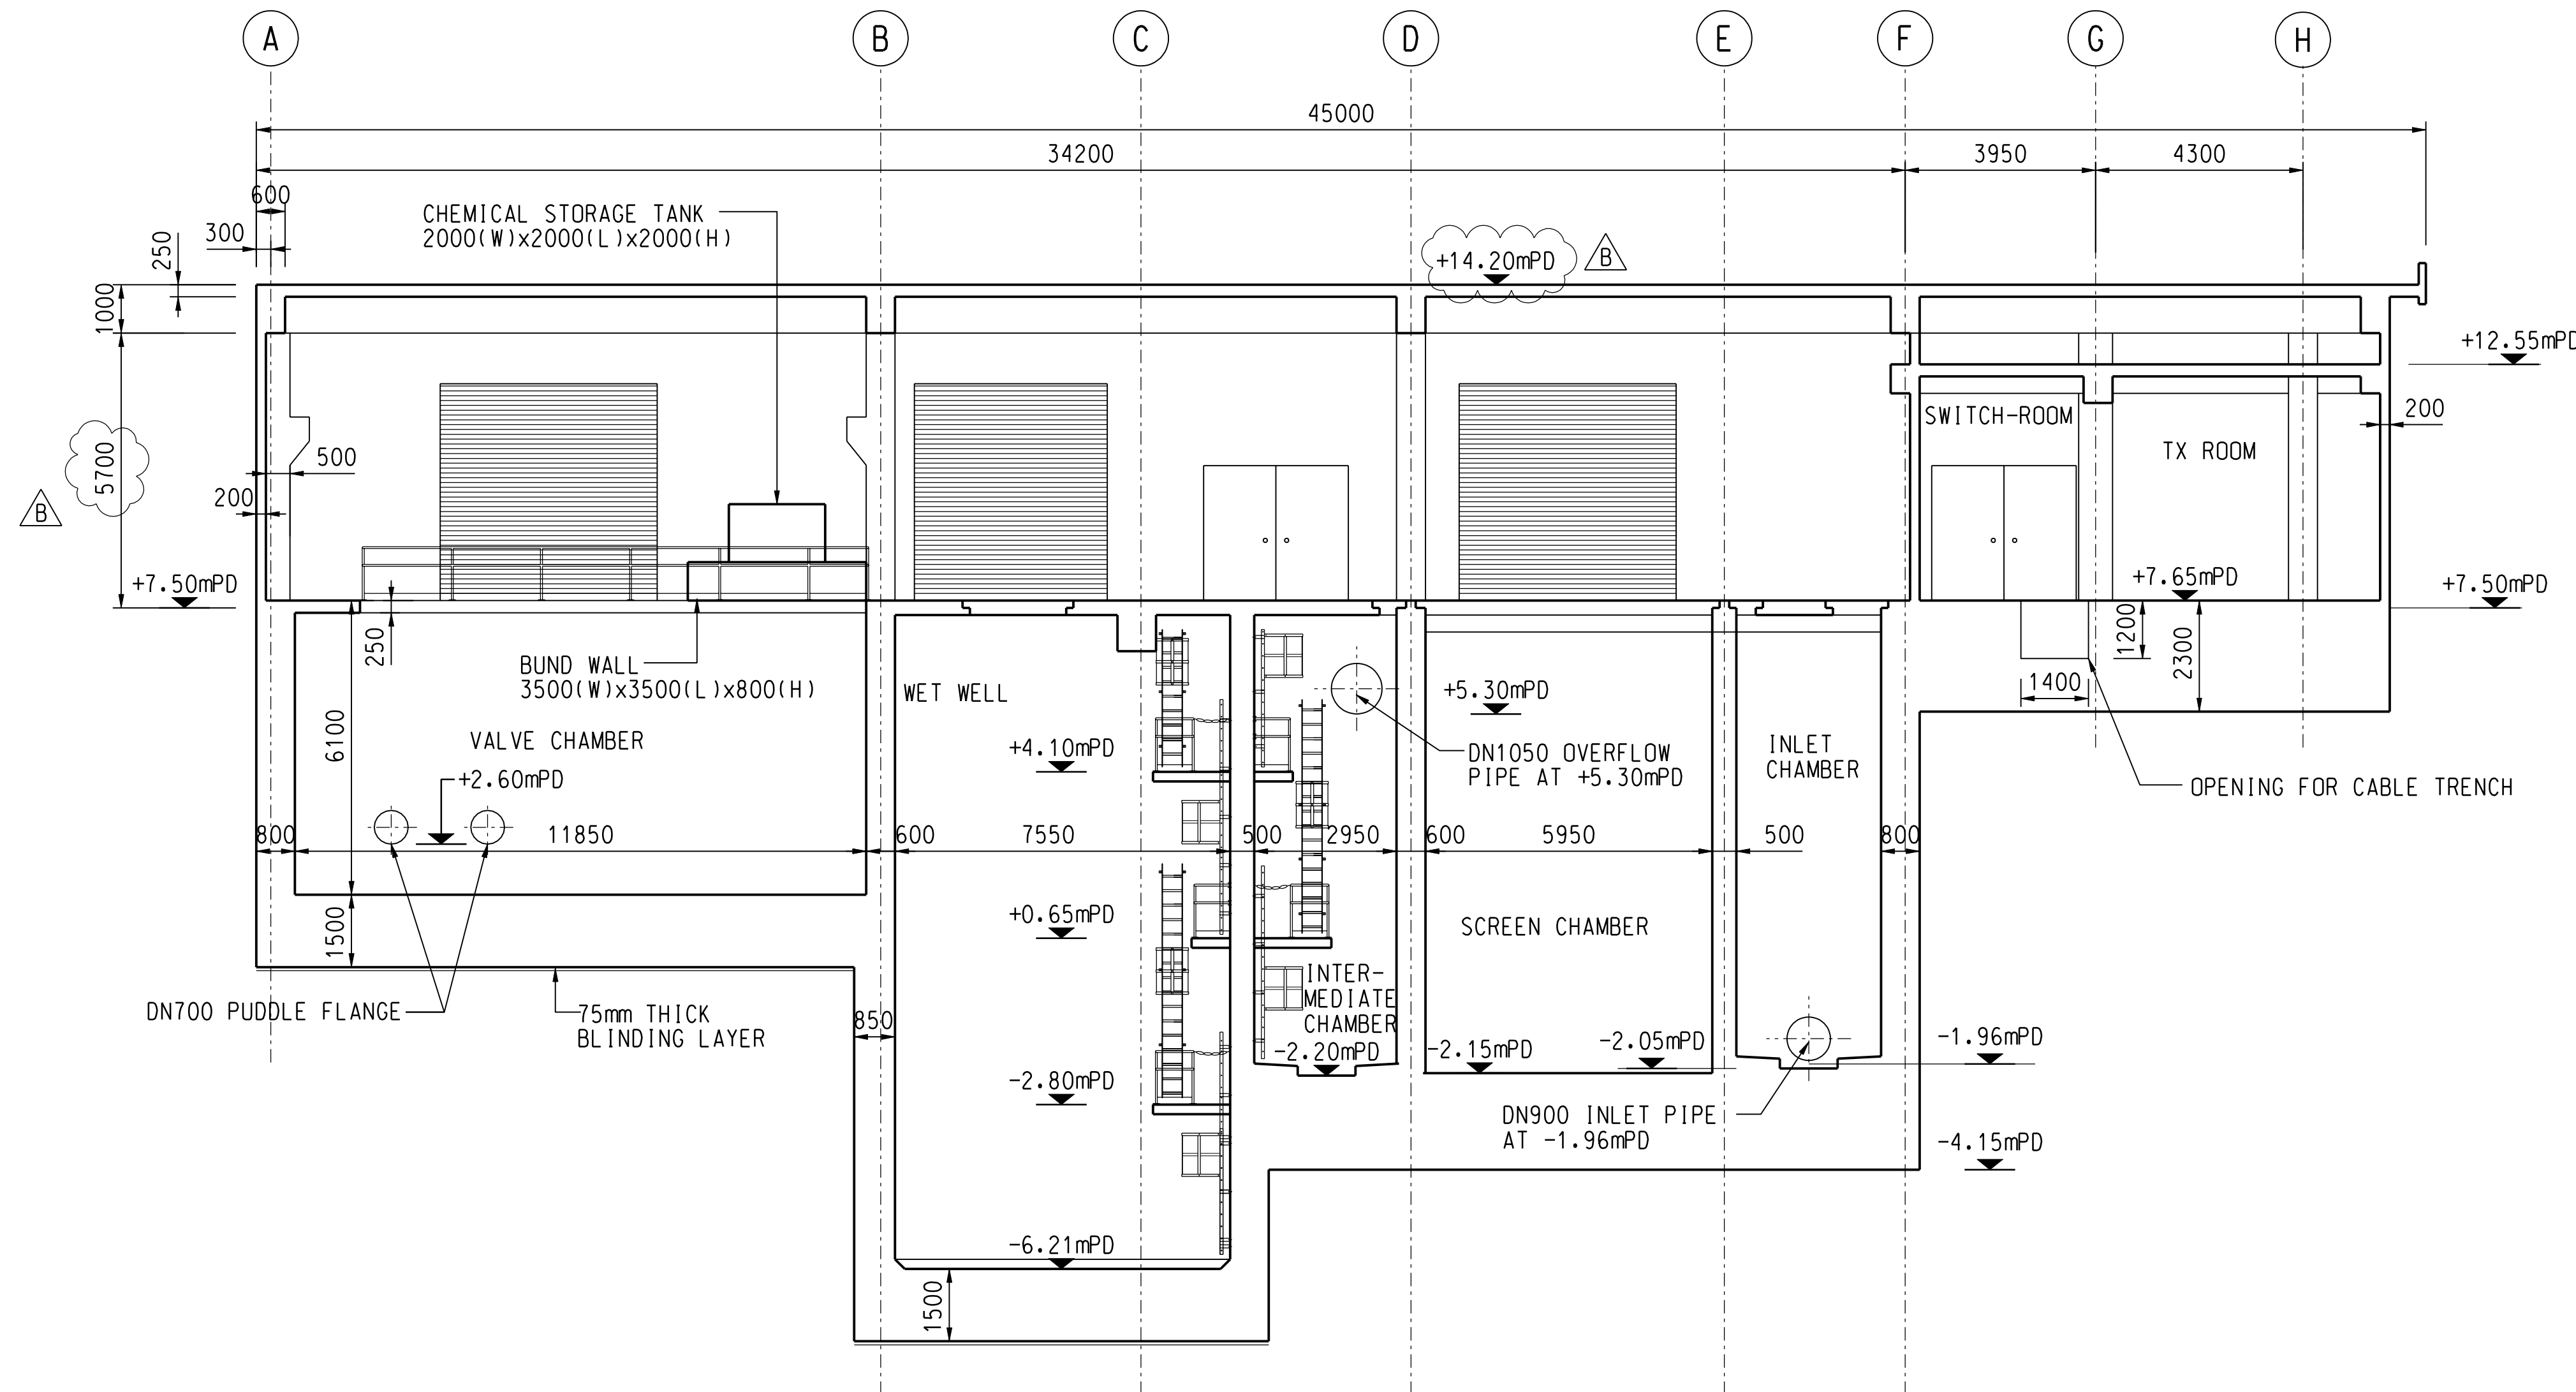 A
B
C
D
E
F
G
H
45000
34200
3950
4300
600
300
250
1000
CHEMICAL STORAGE TANK
2000(W)x2000(L)x2000(H)
+14.20mPD
B
+12.55mPD
SWITCH-ROOM
200
TX ROOM
5700
B
500
200
+7.50mPD
+7.65mPD
+7.50mPD
250
1200
2300
1400
BUND WALL
3500(W)x3500(L)x800(H)
WET WELL
+5.30mPD
6100
VALVE CHAMBER
+4.10mPD
DN1050 OVERFLOW
PIPE AT +5.30mPD
INLET
CHAMBER
+2.60mPD
OPENING FOR CABLE TRENCH
800
11850
600
7550
500
2950
600
5950
500
800
+0.65mPD
SCREEN CHAMBER
1500
INTER-
MEDIATE
CHAMBER
DN700 PUDDLE FLANGE
75mm THICK
BLINDING LAYER
850
-2.20mPD
-2.15mPD
-2.05mPD
-1.96mPD
-2.80mPD
DN900 INLET PIPE
AT -1.96mPD
-4.15mPD
-6.21mPD
1500